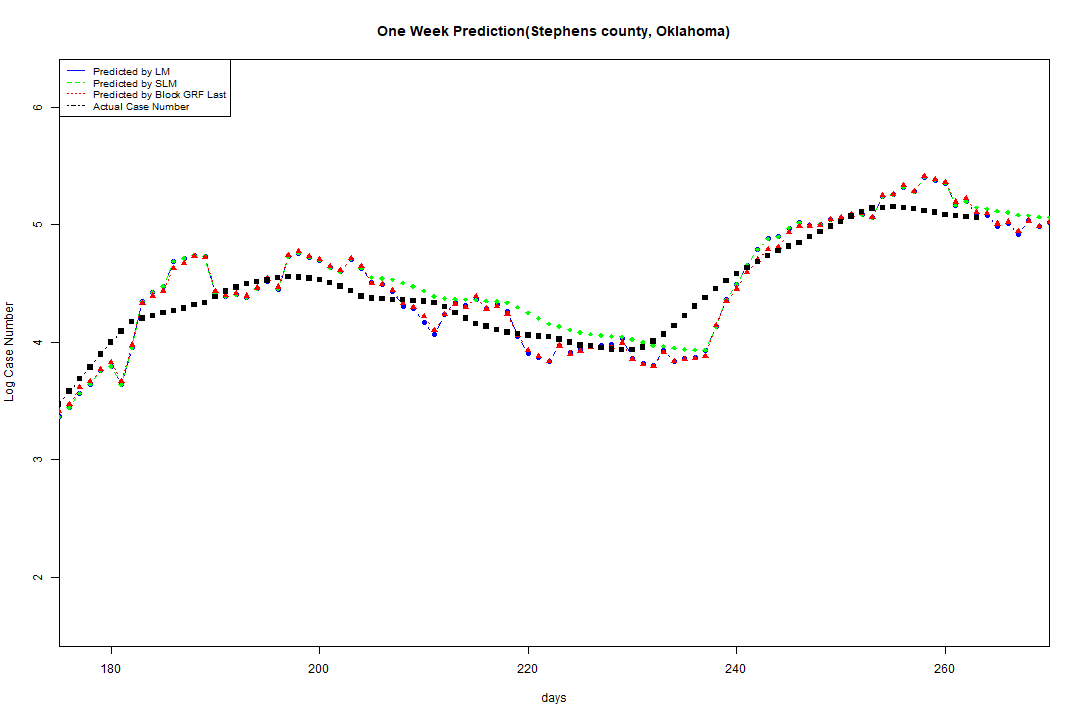 One Week Prediction(Stephens county, Oklahoma)
Predicted by LM
Predicted by SLM
Predicted by Block GRF Last
Actual Case Number
6
5
4
3
2
Log Case Number
180 200 220 240 260
days